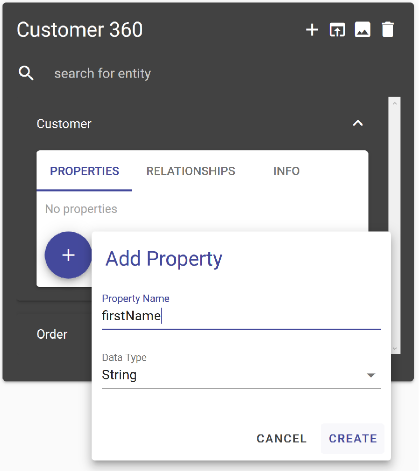 Customer 360
search for entity
Customer
PROPERTIES RELATIONSHIPS INFO
No properties
Add Property
Property Name
firstName
Order
Data Type
String
CANCEL CREATE